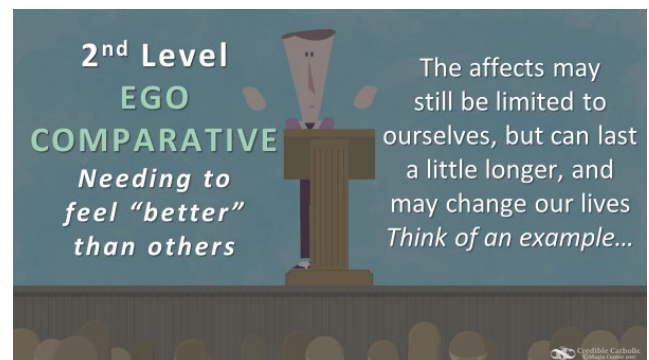 2nd Level
EGO
COMPARATIVE
Needing to
feel “better”
than others
The affects may
still be limited to
ourselves, but can last
a little longer, and
may change our lives
Think of an example…
Credible Catholic